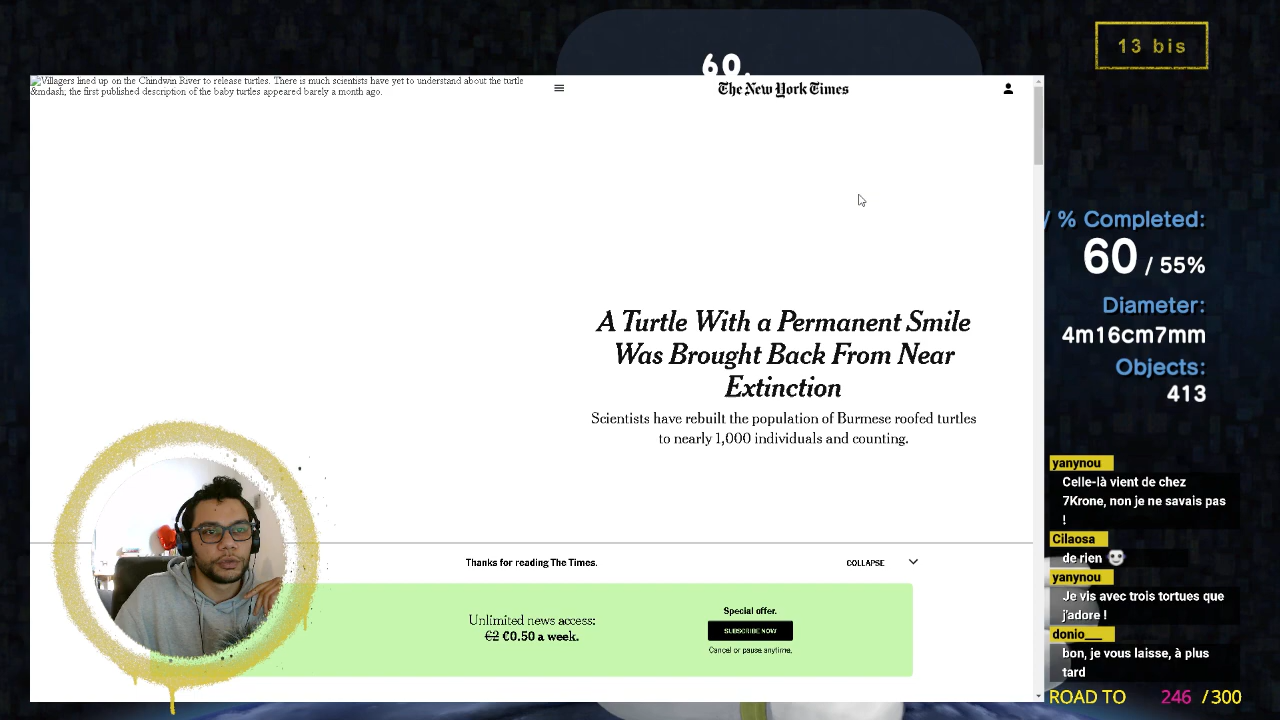 60.
13 bis
Villagers lined up on the Chindwin River to release turtles. There is much scientists have yet to understand about the turtle
&mdash; the first published description of the baby turtles appeared barely a month ago.
The New York Times
A Turtle With a Permanent Smile
Was Brought Back From Near
Extinction
Scientists have rebuilt the population of Burmese roofed turtles
to nearly 1,000 individuals and counting.
Thanks for reading The Times.
COLLAPSE
Unlimited news access:
€2 €0.50 a week.
Special offer.
SUBSCRIBE NOW
Cancel or pause anytime.
/ % Completed:
60 / 55%
Diameter:
4m16cm7mm
Objects:
413
yanynou
Celle-là vient de chez
7Krone, non je ne savais pas
!
Cilaosa
de rien
yanynou
Je vis avec trois tortues que
j'adore !
donio___
bon, je vous laisse, à plus
tard
ROAD TO 246 / 300